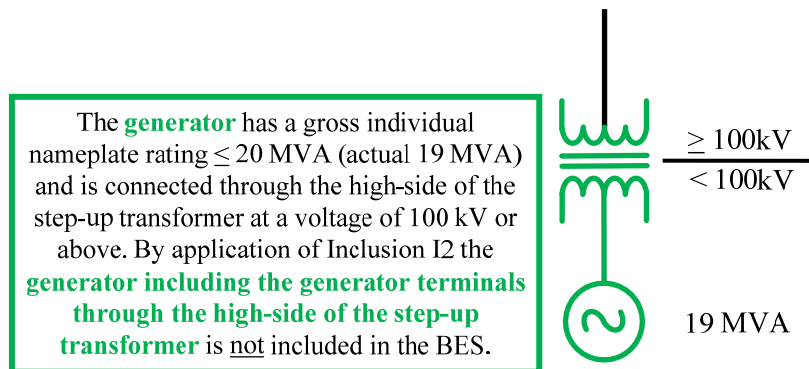 The generator has a gross individual
nameplate rating ≤ 20 MVA (actual 19 MVA)
and is connected through the high-side of the
step-up transformer at a voltage of 100 kV or
above. By application of Inclusion I2 the
generator including the generator terminals
through the high-side of the step-up
transformer is not included in the BES.
≥ 100kV
< 100kV
19 MVA